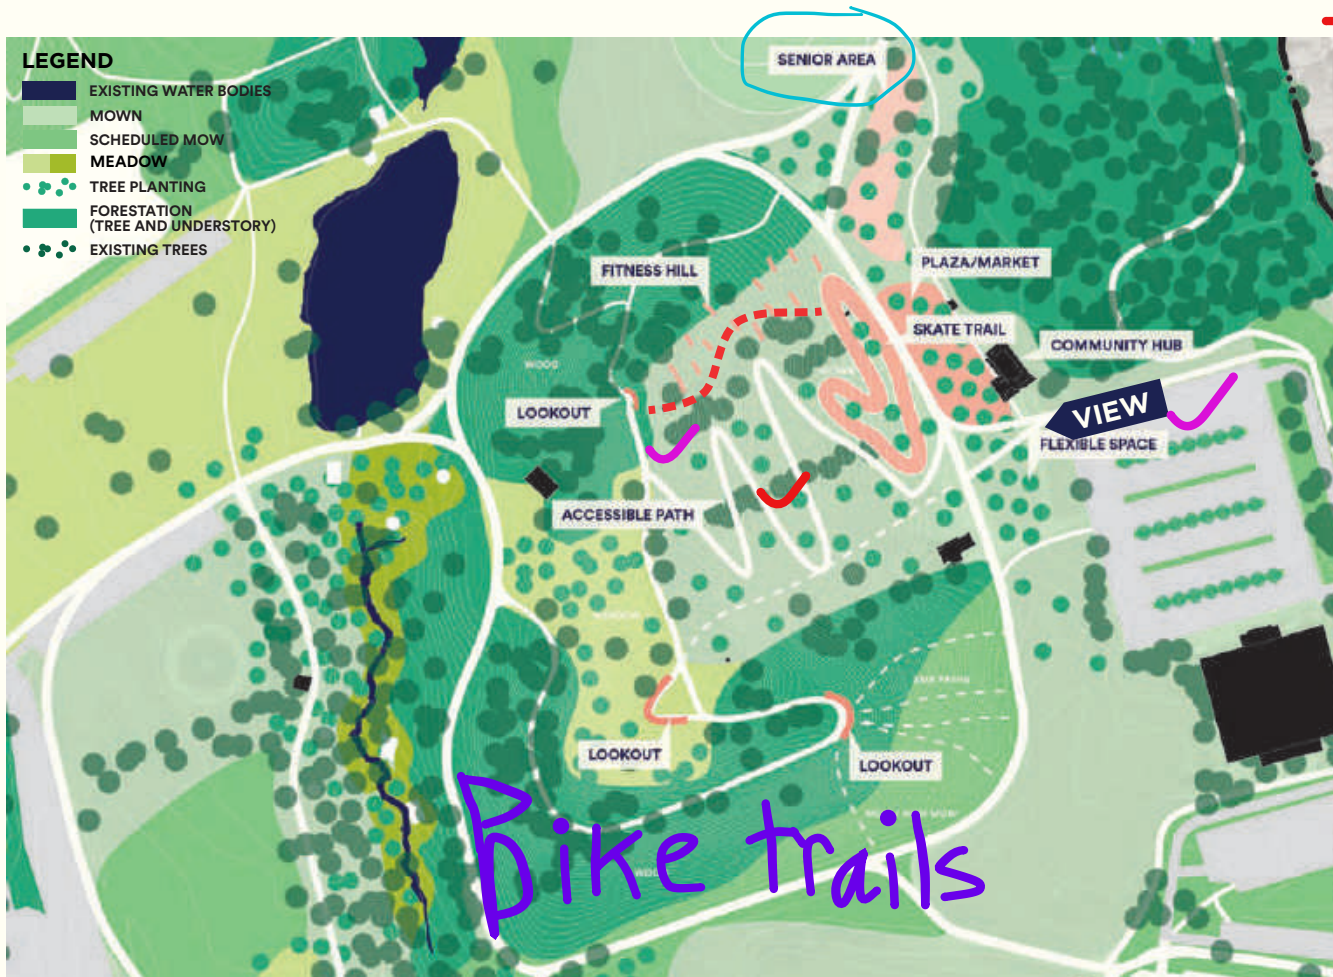 LEGEND
EXISTING WATER BODIES
MOWN
SCHEDULED MOW
MEADOW
TREE PLANTING
FORESTATION
(TREE AND UNDERSTORY)
EXISTING TREES
SENIOR AREA
FITNESS HILL
PLAZA/MARKET
SKATE TRAIL
COMMUNITY HUB
WOOD
LOOKOUT
VIEW
FLEXIBLE SPACE
ACCESSIBLE PATH
LOOKOUT
LOOKOUT
Bike trails